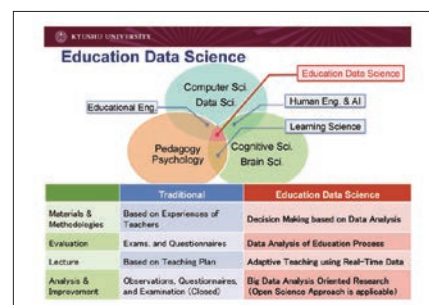 KYUSHU UNIVERSITY
Education Data Science
Education Data Science
Computer Sci.
Data Sci.
Educational Eng.
Human Eng. & AI
Learning Science
Pedagogy
Psychology
Cognitive Sci.
Brain Sci.
Traditional
Education Data Science
Materials &
Methodologies
Based on Experiences of
Teachers
Decision Making based on Data Analysis
Evaluation
Exams, and Questionnaires
Data Analysis of Education Process
Lecture
Based on Teaching Plan
Adaptive Teaching using Real-Time Data
Analysis &
Improvement
Observations, Questionnaires,
and Examination (Closed)
Big Data Analysis Oriented Research
(Open Science Approach is applicable)